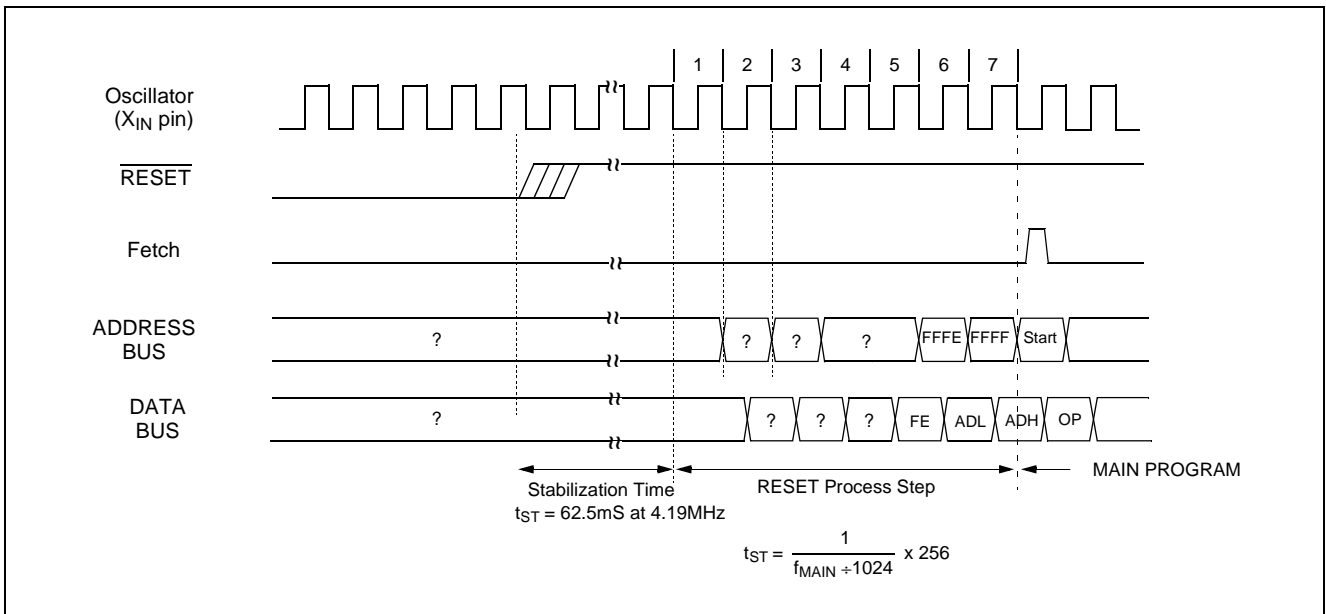 1 2 3 4 5 6 7
Oscillator
(XIN pin)
RESET
Fetch
ADDRESS
BUS
? ? ? ? FFFE FFFF Start
DATA
BUS
? ? ? ? FE ADL ADH OP
Stabilization Time
tST = 62.5mS at 4.19MHz
RESET Process Step
MAIN PROGRAM
tST = 1 / fMAIN ÷1024 x 256